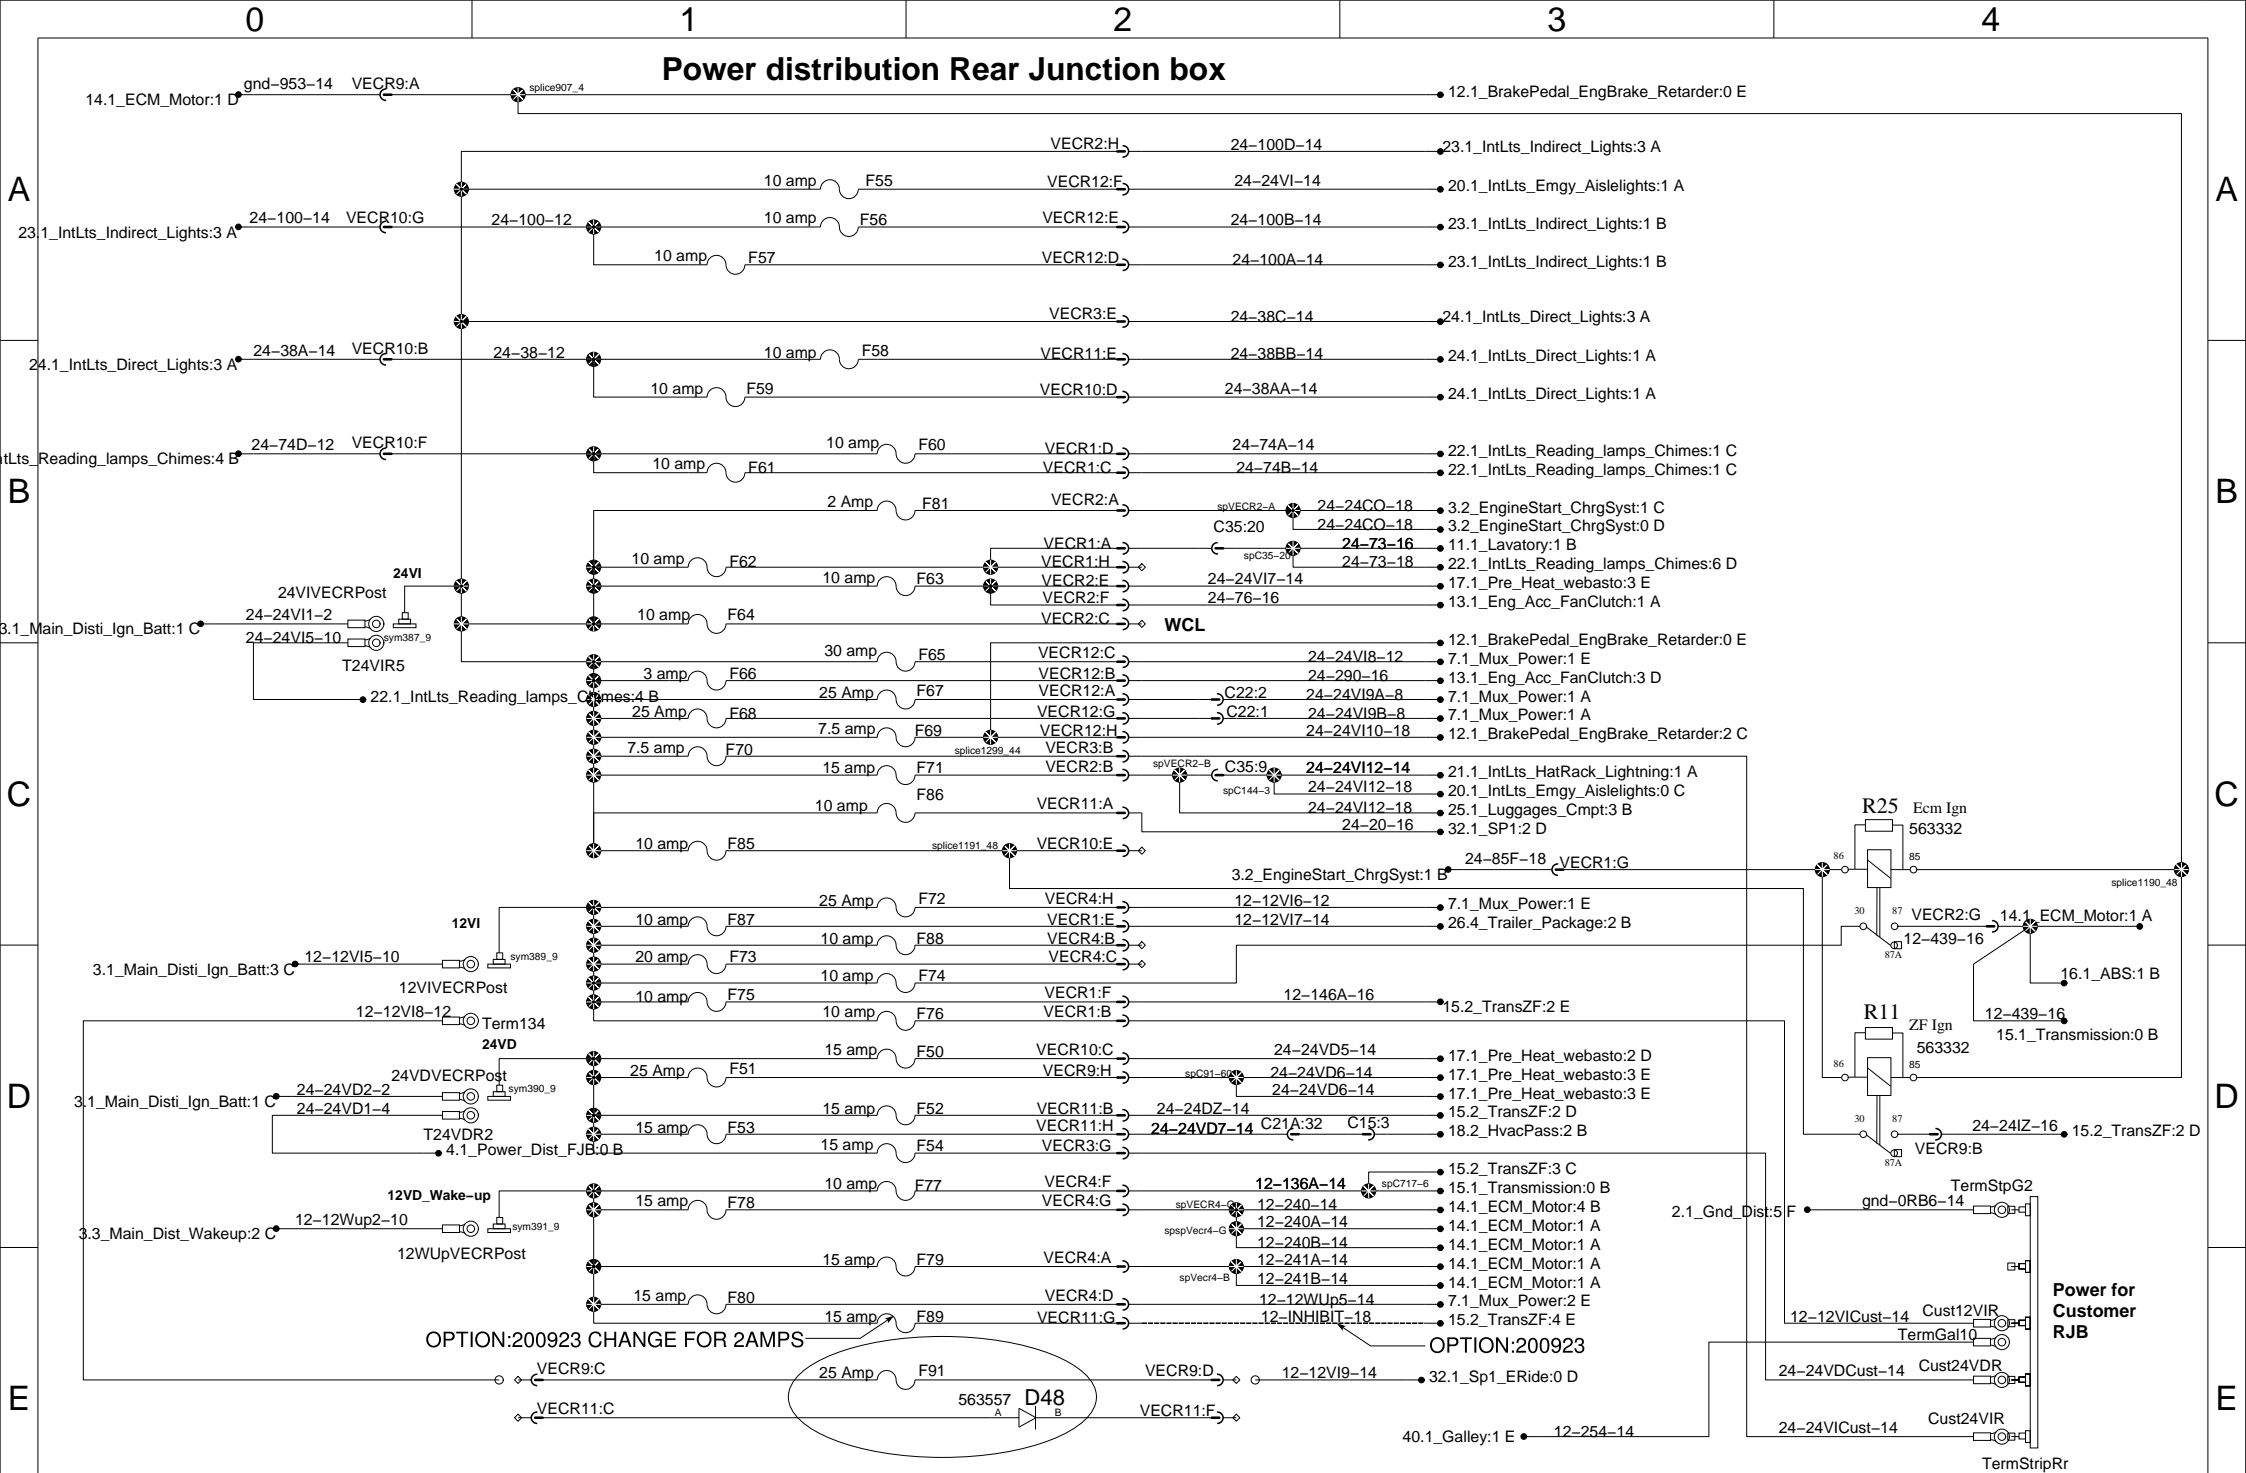 0 1 2 3 4
Power distribution Rear Junction box
14.1_ECM_Motor:1 D gnd-953-14 VECR9:A splice907_4 12.1_BrakePedal_EngBrake_Retarder:0 E
VECR2:H 24-100D-14 23.1_IntLts_Indirect_Lights:3 A
A 10 amp F55 VECR12:F 24-24VI-14 20.1_IntLts_Emgy_Aislelights:1 A A
23.1_IntLts_Indirect_Lights:3 A 24-100-14 VECR10:G 24-100-12 10 amp F56 VECR12:E 24-100B-14 23.1_IntLts_Indirect_Lights:1 B
10 amp F57 VECR12:D 24-100A-14 23.1_IntLts_Indirect_Lights:1 B
VECR3:E 24-38C-14 24.1_IntLts_Direct_Lights:3 A
24.1_IntLts_Direct_Lights:3 A 24-38A-14 VECR10:B 24-38-12 10 amp F58 VECR11:E 24-38BB-14 24.1_IntLts_Direct_Lights:1 A
10 amp F59 VECR10:D 24-38AA-14 24.1_IntLts_Direct_Lights:1 A
tLts_Reading_lamps_Chimes:4 B 24-74D-12 VECR10:F 10 amp F60 VECR1:D 24-74A-14 22.1_IntLts_Reading_lamps_Chimes:1 C
10 amp F61 VECR1:C 24-74B-14 22.1_IntLts_Reading_lamps_Chimes:1 C
B B
2 Amp F81 VECR2:A spVECR2-A 24-24CO-18 3.2_EngineStart_ChrgSyst:1 C
C35:20 24-24CO-18 3.2_EngineStart_ChrgSyst:0 D
VECR1:A spC35-20 24-73-16 11.1_Lavatory:1 B
10 amp F62 VECR1:H 24-73-18 22.1_IntLts_Reading_lamps_Chimes:6 D
24VI 10 amp F63 VECR2:E 24-24VI7-14 17.1_Pre_Heat_webasto:3 E
24VIVECRPost VECR2:F 24-76-16 13.1_Eng_Acc_FanClutch:1 A
3.1_Main_Disti_Ign_Batt:1 C 24-24VI1-2 10 amp F64 VECR2:C WCL
24-24VI5-10 sym387_9 12.1_BrakePedal_EngBrake_Retarder:0 E
T24VIR5 30 amp F65 VECR12:C 24-24VI8-12 7.1_Mux_Power:1 E
3 amp F66 VECR12:B 24-290-16 13.1_Eng_Acc_FanClutch:3 D
22.1_IntLts_Reading_lamps_Chimes:4 B 25 Amp F67 VECR12:A C22:2 24-24VI9A-8 7.1_Mux_Power:1 A
25 Amp F68 VECR12:G C22:1 24-24VI9B-8 7.1_Mux_Power:1 A
7.5 amp F69 VECR12:H 24-24VI10-18 12.1_BrakePedal_EngBrake_Retarder:2 C
7.5 amp F70 splice1299_44 VECR3:B
15 amp F71 VECR2:B spVECR2-B C35:9 24-24VI12-14 21.1_IntLts_HatRack_Lightning:1 A
spC144-3 24-24VI12-18 20.1_IntLts_Emgy_Aislelights:0 C
C C
10 amp F86 VECR11:A 24-24VI12-18 25.1_Luggages_Cmpt:3 B
24-20-16 32.1_SP1:2 D
R25 Ecm Ign
563332
10 amp F85 splice1191_48 VECR10:E
3.2_EngineStart_ChrgSyst:1 B 24-85F-18 VECR1:G 86 85 splice1190_48
25 Amp F72 VECR4:H 12-12VI6-12 7.1_Mux_Power:1 E
12VI 10 amp F87 VECR1:E 12-12VI7-14 26.4_Trailer_Package:2 B 30 87 VECR2:G 14.1_ECM_Motor:1 A
10 amp F88 VECR4:B 12-439-16
3.1_Main_Disti_Ign_Batt:3 C 12-12VI5-10 sym389_9 20 amp F73 VECR4:C 87A
12VIVECRPost 10 amp F74 16.1_ABS:1 B
10 amp F75 VECR1:F 12-146A-16 15.2_TransZF:2 E
12-12VI8-12 Term134 10 amp F76 VECR1:B R11 ZF Ign 12-439-16
563332 15.1_Transmission:0 B
24VD 15 amp F50 VECR10:C 24-24VD5-14 17.1_Pre_Heat_webasto:2 D
24VDVECRPost 25 Amp F51 VECR9:H spC91-60 24-24VD6-14 17.1_Pre_Heat_webasto:3 E 86 85
D 3.1_Main_Disti_Ign_Batt:1 C 24-24VD2-2 sym390_9 24-24VD6-14 17.1_Pre_Heat_webasto:3 E D
24-24VD1-4 15 amp F52 VECR11:B 24-24DZ-14 15.2_TransZF:2 D
T24VDR2 15 amp F53 VECR11:H 24-24VD7-14 C21A:32 C15:3 18.2_HvacPass:2 B 30 87 24-24IZ-16 15.2_TransZF:2 D
4.1_Power_Dist_FJB:0 B 15 amp F54 VECR3:G 87A VECR9:B
15.2_TransZF:3 C
12VD_Wake-up 10 amp F77 VECR4:F 12-136A-14 spC717-6 15.1_Transmission:0 B TermStpG2
15 amp F78 VECR4:G spVECR4-G 12-240-14 14.1_ECM_Motor:4 B 2.1_Gnd_Dist:5 F gnd-0RB6-14
3.3_Main_Dist_Wakeup:2 C 12-12Wup2-10 sym391_9 spspVecr4-G 12-240A-14 14.1_ECM_Motor:1 A
12WUpVECRPost 12-240B-14 14.1_ECM_Motor:1 A
15 amp F79 VECR4:A 12-241A-14 14.1_ECM_Motor:1 A
spVecr4-B 12-241B-14 14.1_ECM_Motor:1 A
15 amp F80 VECR4:D 12-12WUp5-14 7.1_Mux_Power:2 E
Power for
Customer
RJB
15 amp F89 VECR11:G 12-INHIBIT-18 15.2_TransZF:4 E 12-12VICust-14 Cust12VIR
OPTION:200923 CHANGE FOR 2AMPS OPTION:200923 TermGal10
VECR9:C 25 Amp F91 VECR9:D 12-12VI9-14 32.1_Sp1_ERide:0 D 24-24VDCust-14 Cust24VDR
E E
VECR11:C 563557 A D48 B VECR11:F
40.1_Galley:1 E 12-254-14 24-24VICust-14 Cust24VIR
TermStripRr